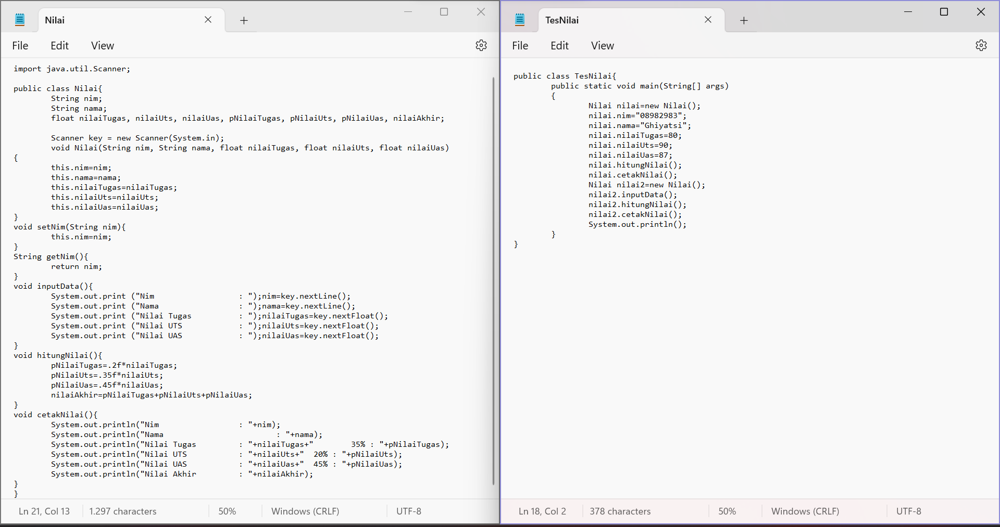 Nilai
File Edit View
import java.util.Scanner;
public class Nilai{
String nim;
String nama;
float nilaiTugas, nilaiUts, nilaiUas, pNilaiTugas, pNilaiUts, pNilaiUas, nilaiAkhir;
Scanner key = new Scanner(System.in);
void Nilai(String nim, String nama, float nilaiTugas, float nilaiUts, float nilaiUas)
{
this.nim=nim;
this.nama=nama;
this.nilaiTugas=nilaiTugas;
this.nilaiUts=nilaiUts;
this.nilaiUas=nilaiUas;
}
void setNim(String nim){
this.nim=nim;
}
String getNim(){
return nim;
}
void inputData(){
System.out.print ("Nim : ");nim=key.nextLine();
System.out.print ("Nama : ");nama=key.nextLine();
System.out.print ("Nilai Tugas : ");nilaiTugas=key.nextFloat();
System.out.print ("Nilai UTS : ");nilaiUts=key.nextFloat();
System.out.print ("Nilai UAS : ");nilaiUas=key.nextFloat();
}
void hitungNilai(){
pNilaiTugas=.2f*nilaiTugas;
pNilaiUts=.35f*nilaiUts;
pNilaiUas=.45f*nilaiUas;
nilaiAkhir=pNilaiTugas+pNilaiUts+pNilaiUas;
}
void cetakNilai(){
System.out.println("Nim : "+nim);
System.out.println("Nama : "+nama);
System.out.println("Nilai Tugas : "+nilaiTugas+" 35% : "+pNilaiTugas);
System.out.println("Nilai UTS : "+nilaiUts+" 20% : "+pNilaiUts);
System.out.println("Nilai UAS : "+nilaiUas+" 45% : "+pNilaiUas);
System.out.println("Nilai Akhir : "+nilaiAkhir);
}
}
Ln 21, Col 13 1.297 characters 50% Windows (CRLF) UTF-8
TesNilai
File Edit View
public class TesNilai{
public static void main(String[] args)
{
Nilai nilai=new Nilai();
nilai.nim="08982983";
nilai.nama="Ghiyatsi";
nilai.nilaiTugas=80;
nilai.nilaiUts=90;
nilai.nilaiUas=87;
nilai.hitungNilai();
nilai.cetakNilai();
Nilai nilai2=new Nilai();
nilai2.inputData();
nilai2.hitungNilai();
nilai2.cetakNilai();
System.out.println();
}
}
Ln 18, Col 2 378 characters 50% Windows (CRLF) UTF-8